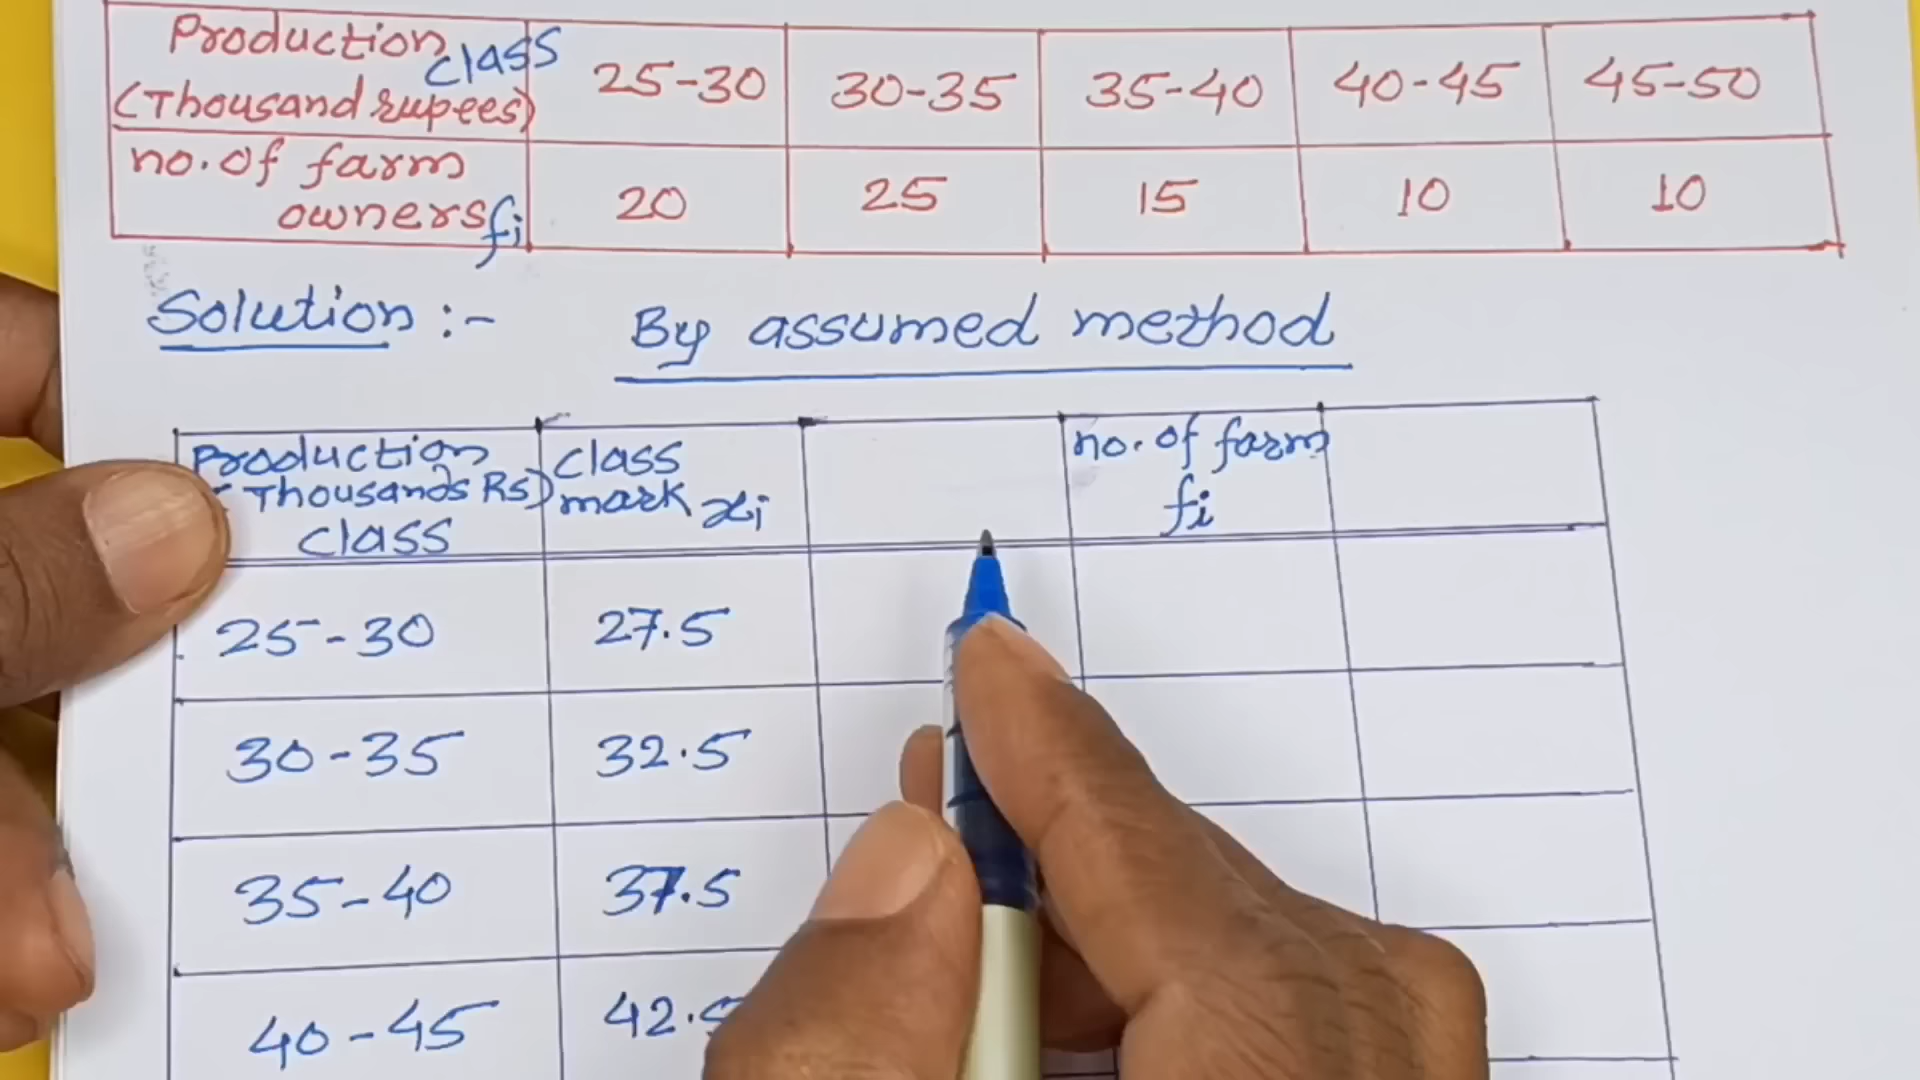 Production class 25-30 30-35 35-40 40-45 45-50
(Thousand rupees)
no. of farm owners fi 20 25 15 10 10
Solution :- By assumed method
Production (Thousands Rs) class
class mark xi
no. of farm fi
25-30 27.5
30-35 32.5
35-40 37.5
40-45 42.5